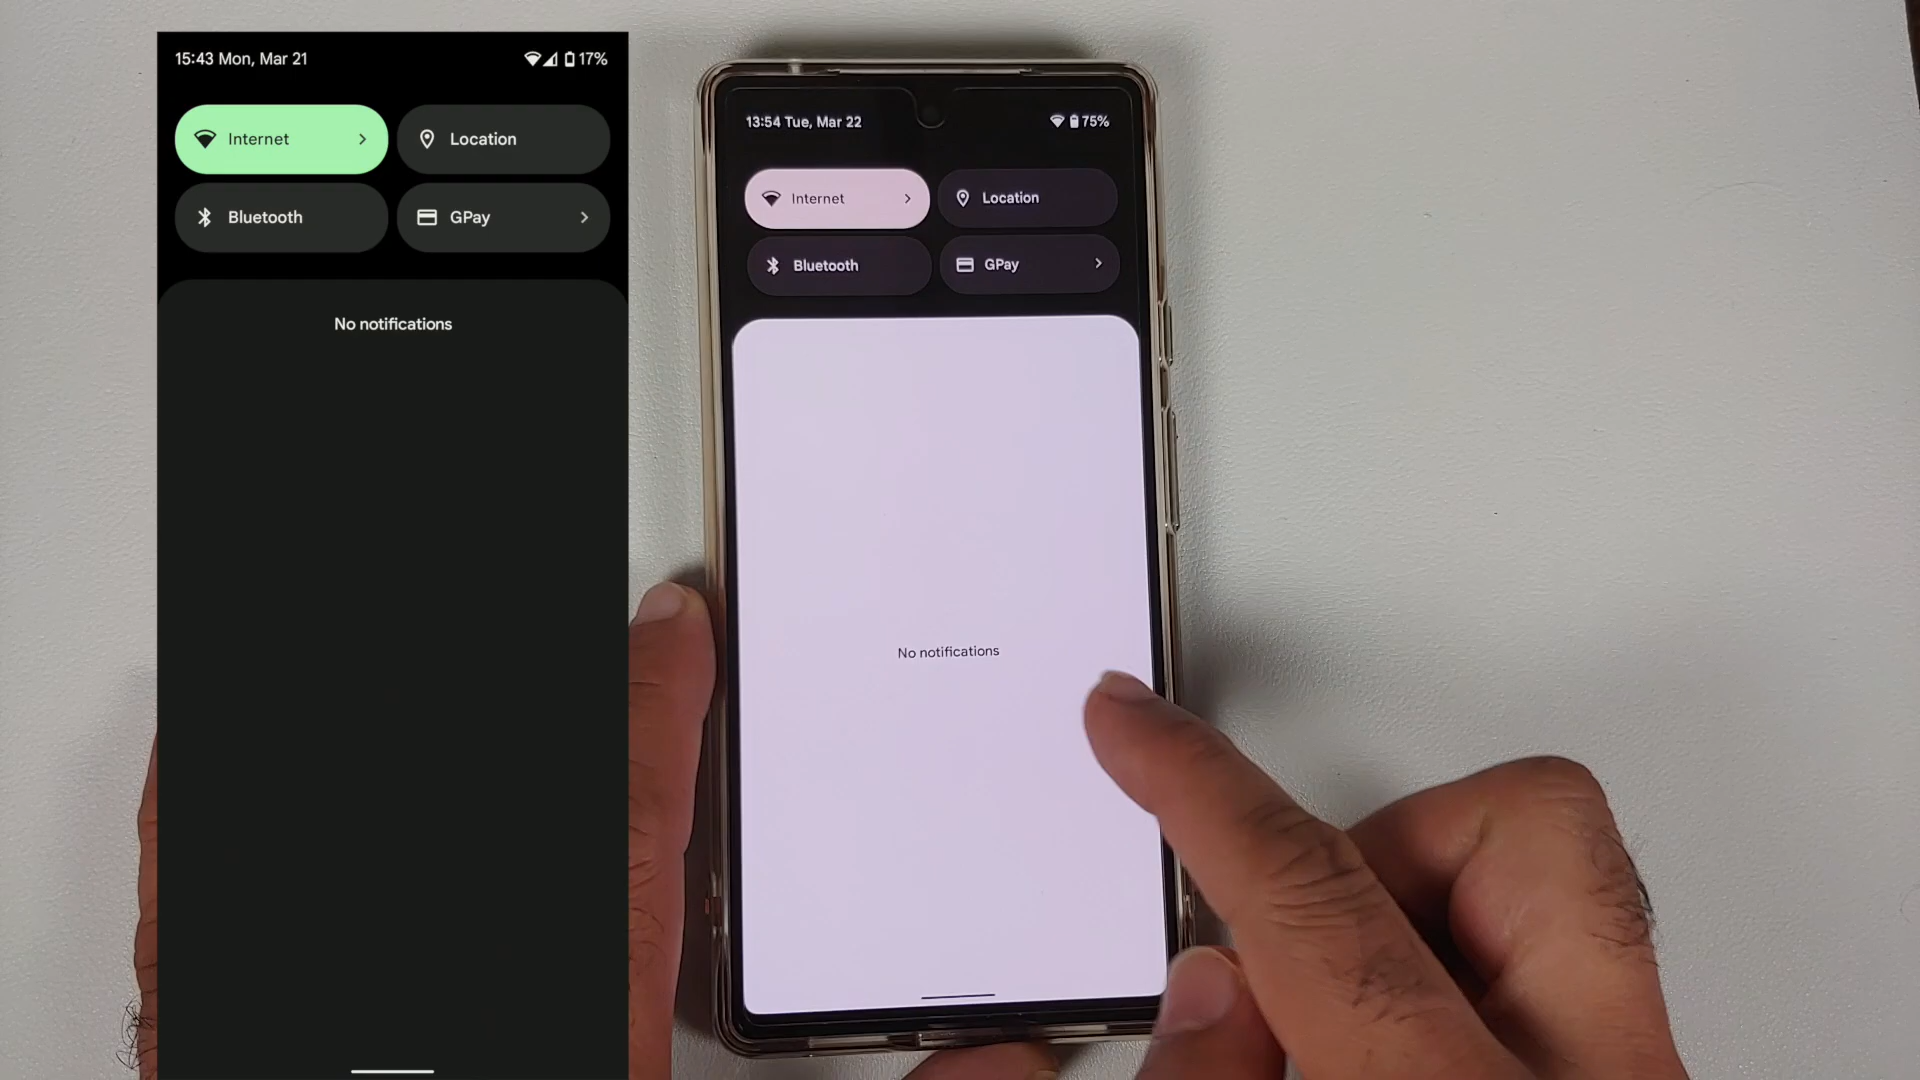 15:43 Mon, Mar 21
17%
Internet
Location
Bluetooth
GPay
No notifications
13:54 Tue, Mar 22
75%
Internet
Location
Bluetooth
GPay
No notifications